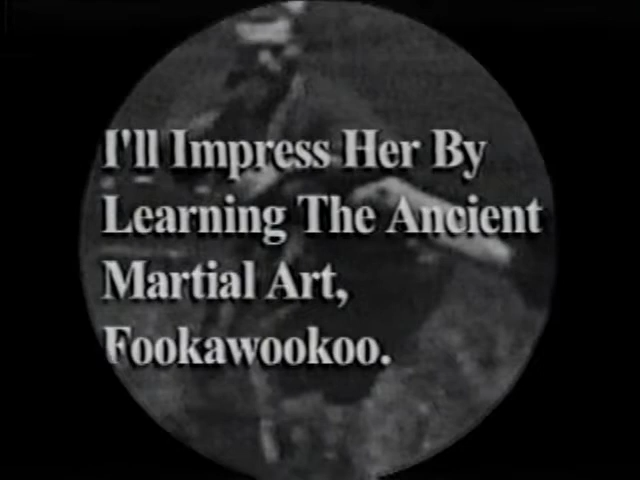 I'll Impress Her By
Learning The Ancient
Martial Art,
Fookawookoo.